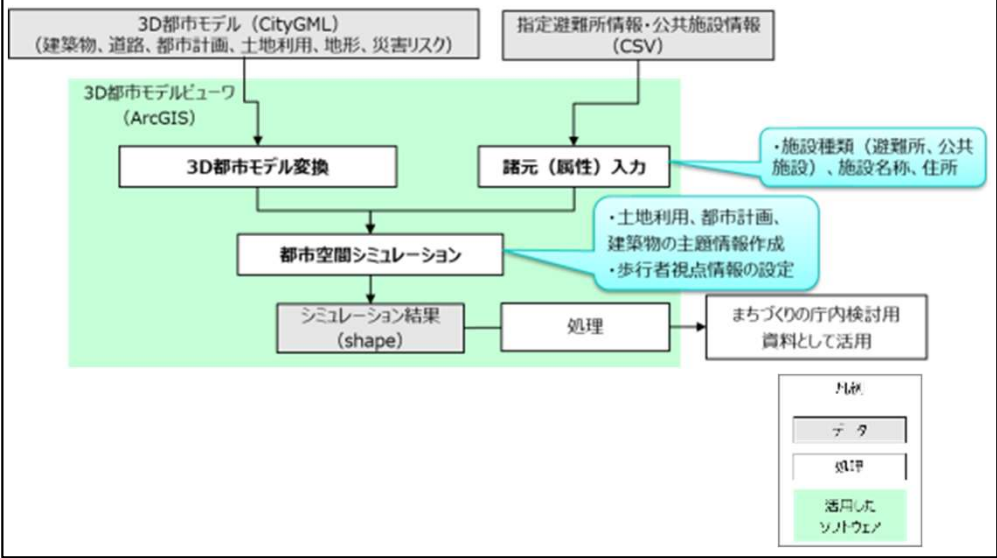 3D都市モデル（CityGML）
（建築物、道路、都市計画、土地利用、地形、災害リスク）
指定避難所情報・公共施設情報
（CSV）
3D都市モデルビューワ
（ArcGIS）
3D都市モデル変換
諸元（属性）入力
・施設種類（避難所、公共
施設）、施設名称、住所
都市空間シミュレーション
・土地利用、都市計画、
建築物の主題情報作成
・歩行者視点情報の設定
シミュレーション結果
（shape）
処理
まちづくりの庁内検討用
資料として活用
データ
処理
活用した
ソフトウェア